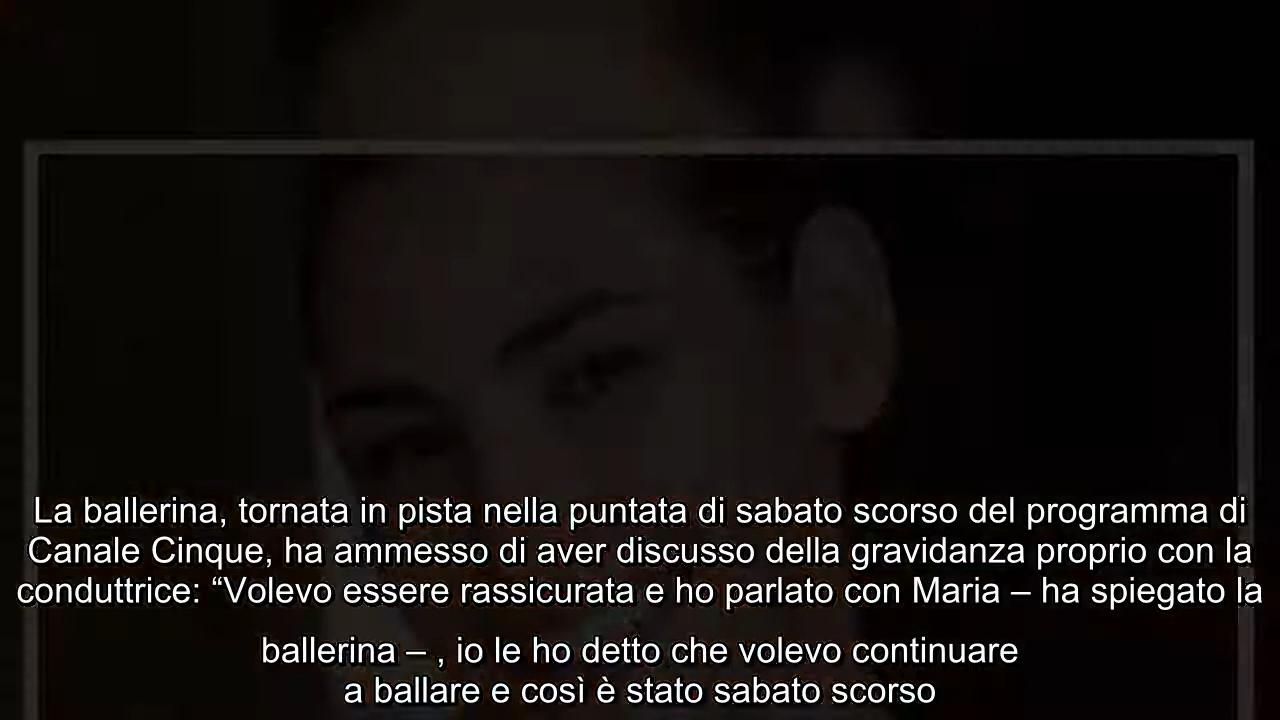 La ballerina, tornata in pista nella puntata di sabato scorso del programma di
Canale Cinque, ha ammesso di aver discusso della gravidanza proprio con la
conduttrice: “Volevo essere rassicurata e ho parlato con Maria – ha spiegato la
ballerina – , io le ho detto che volevo continuare
a ballare e così è stato sabato scorso